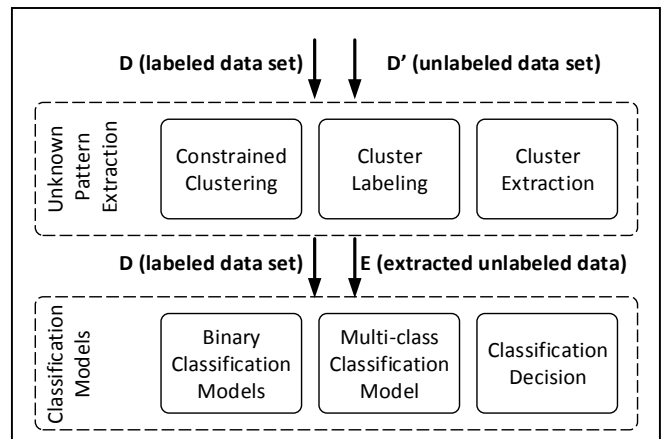 D (labeled data set)
D’ (unlabeled data set)
Unknown
Pattern
Extraction
Constrained
Clustering
Cluster
Labeling
Cluster
Extraction
D (labeled data set)
E (extracted unlabeled data)
Classification
Models
Binary
Classification
Models
Multi-class
Classification
Model
Classification
Decision